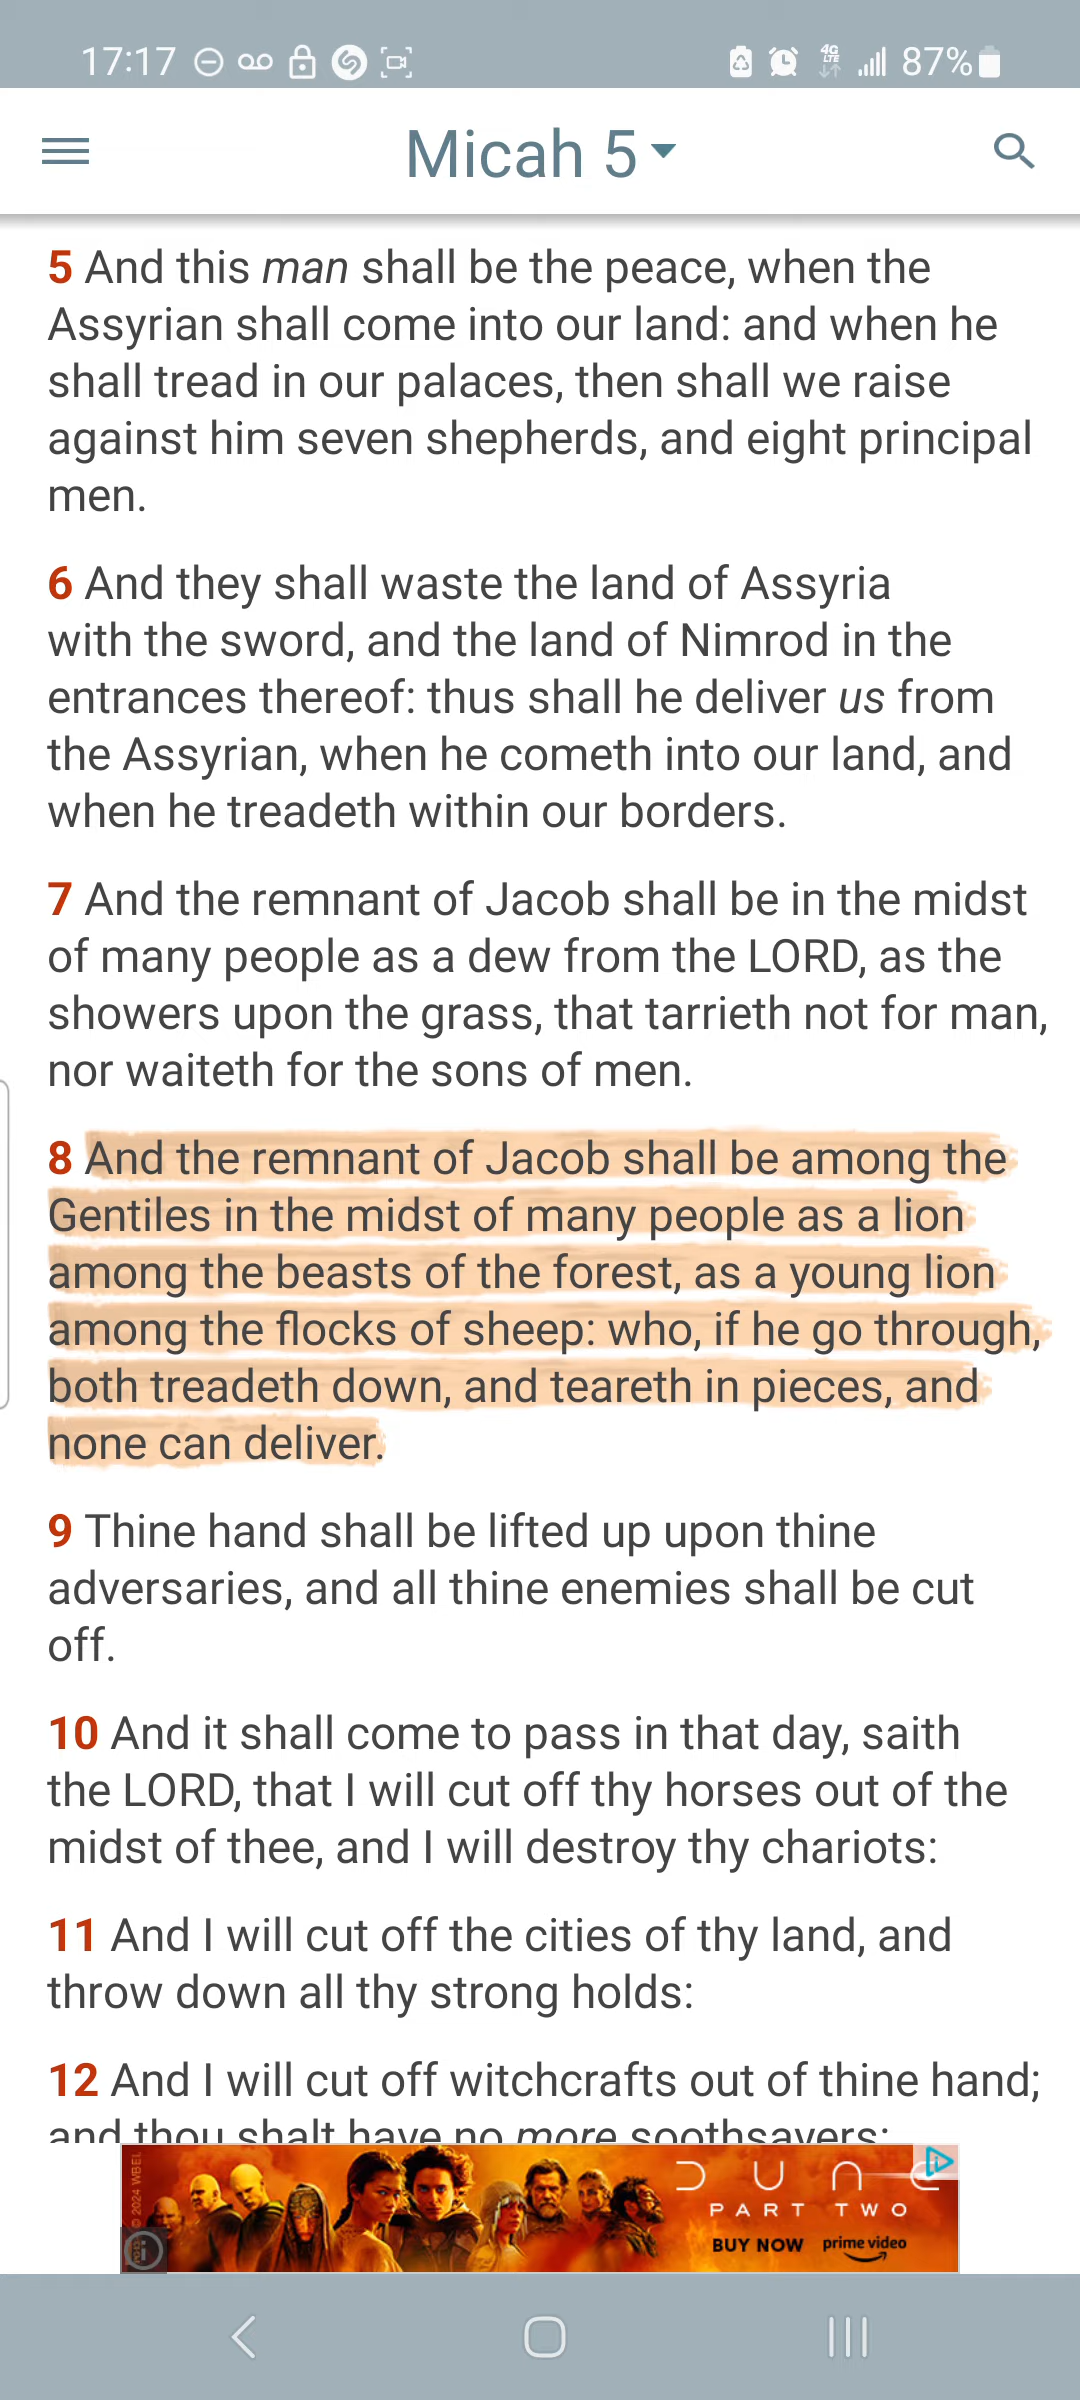 17:17
4G
LTE
87%
Micah 5
5 And this man shall be the peace, when the
Assyrian shall come into our land: and when he
shall tread in our palaces, then shall we raise
against him seven shepherds, and eight principal
men.
6 And they shall waste the land of Assyria
with the sword, and the land of Nimrod in the
entrances thereof: thus shall he deliver us from
the Assyrian, when he cometh into our land, and
when he treadeth within our borders.
7 And the remnant of Jacob shall be in the midst
of many people as a dew from the LORD, as the
showers upon the grass, that tarrieth not for man,
nor waiteth for the sons of men.
8 And the remnant of Jacob shall be among the
Gentiles in the midst of many people as a lion
among the beasts of the forest, as a young lion
among the flocks of sheep: who, if he go through,
both treadeth down, and teareth in pieces, and
none can deliver.
9 Thine hand shall be lifted up upon thine
adversaries, and all thine enemies shall be cut
off.
10 And it shall come to pass in that day, saith
the LORD, that I will cut off thy horses out of the
midst of thee, and I will destroy thy chariots:
11 And I will cut off the cities of thy land, and
throw down all thy strong holds:
12 And I will cut off witchcrafts out of thine hand;
and thou shalt have no more soothsayers:
© 2024 WBEI
DUNE
PART TWO
BUY NOW prime video